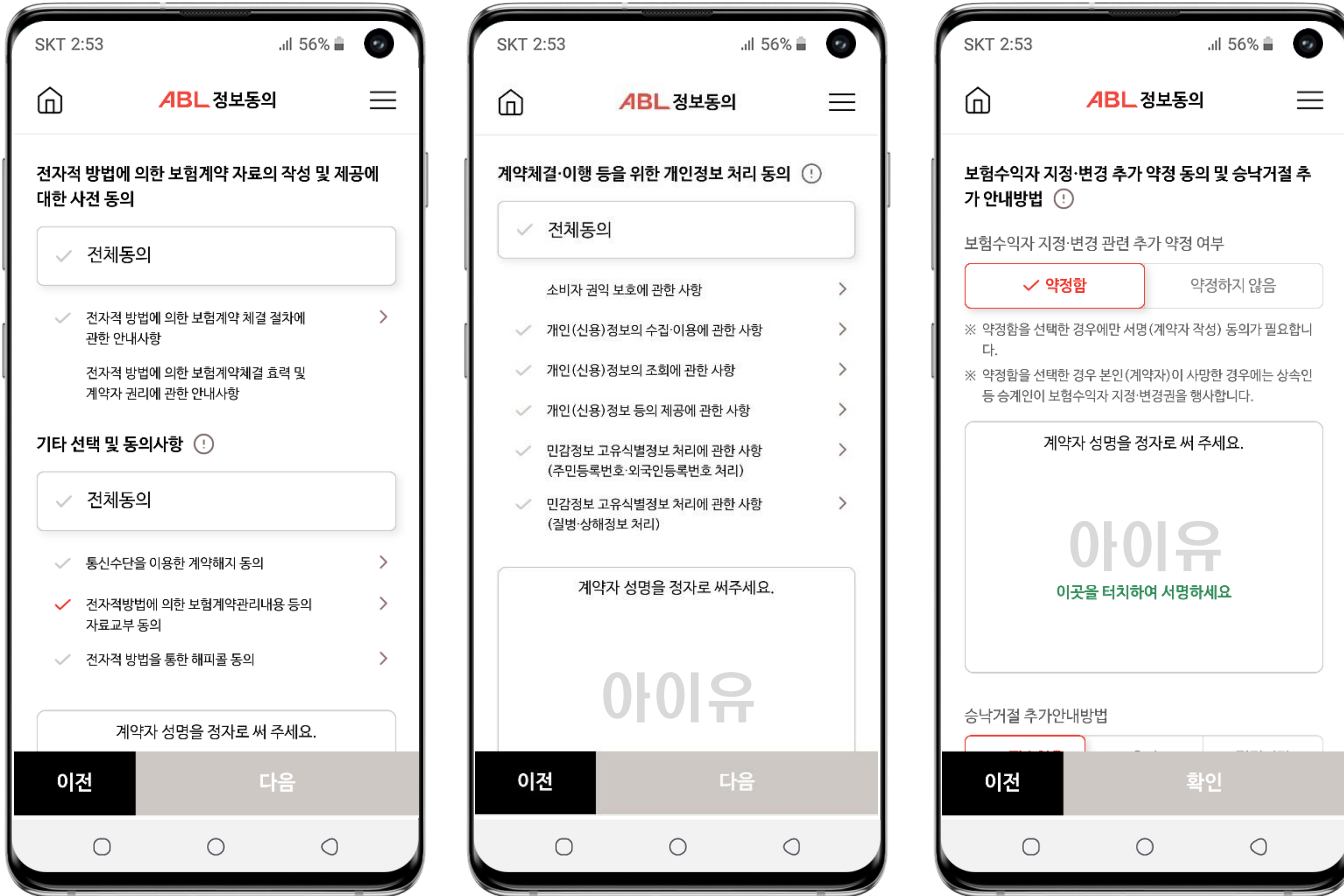 SKT 2:53
56%
ABL 정보동의
전자적 방법에 의한 보험계약 자료의 작성 및 제공에
대한 사전 동의
전체동의
전자적 방법에 의한 보험계약 체결 절차에
관한 안내사항
전자적 방법에 의한 보험계약체결 효력 및
계약자 권리에 관한 안내사항
기타 선택 및 동의사항
전체동의
통신수단을 이용한 계약해지 동의
전자적방법에 의한 보험계약관리내용 등의
자료교부 동의
전자적 방법을 통한 해피콜 동의
계약자 성명을 정자로 써 주세요.
이전
다음
SKT 2:53
56%
ABL 정보동의
계약체결·이행 등을 위한 개인정보 처리 동의
전체동의
소비자 권익 보호에 관한 사항
개인(신용)정보의 수집·이용에 관한 사항
개인(신용)정보의 조회에 관한 사항
개인(신용)정보 등의 제공에 관한 사항
민감정보 고유식별정보 처리에 관한 사항
(주민등록번호·외국인등록번호 처리)
민감정보 고유식별정보 처리에 관한 사항
(질병·상해정보 처리)
계약자 성명을 정자로 써주세요.
아이유
이전
다음
SKT 2:53
56%
ABL 정보동의
보험수익자 지정·변경 추가 약정 동의 및 승낙거절 추
가 안내방법
보험수익자 지정·변경 관련 추가 약정 여부
약정함
약정하지 않음
※ 약정함을 선택한 경우에만 서명(계약자 작성) 동의가 필요합니
다.
※ 약정함을 선택한 경우 본인(계약자)이 사망한 경우에는 상속인
등 승계인이 보험수익자 지정·변경권을 행사합니다.
계약자 성명을 정자로 써 주세요.
아이유
이곳을 터치하여 서명하세요
승낙거절 추가안내방법
이전
확인